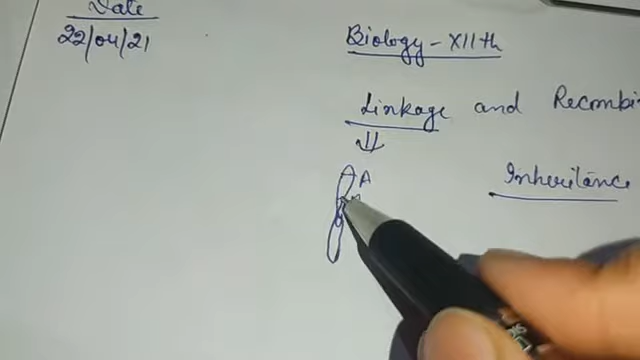 Date
22/04/21
Biology - XIIth
Linkage and Recombi
Inheritance
A